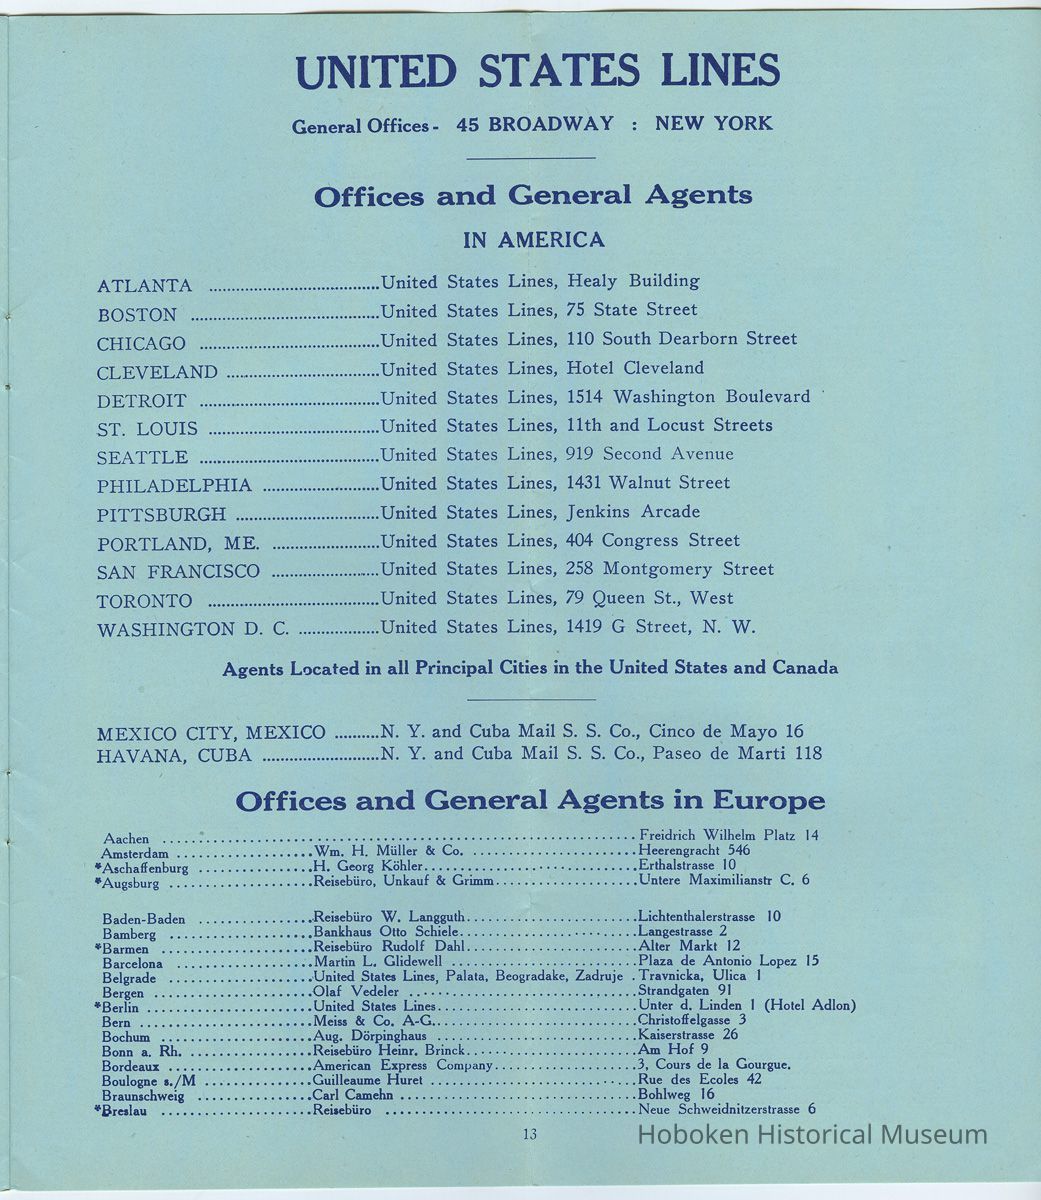 UNITED STATES LINES
General Offices- 45 BROADWAY : NEW YORK
Offices and General Agents
IN AMERICA
ATLANTA ......................................United States Lines, Healy Building
BOSTON ..........................................United States Lines, 75 State Street
CHICAGO ........................................United States Lines, 110 South Dearborn Street
CLEVELAND ..................................United States Lines, Hotel Cleveland
DETROIT ........................................United States Lines, 1514 Washington Boulevard
ST. LOUIS ......................................United States Lines, 11th and Locust Streets
SEATTLE ........................................United States Lines, 919 Second Avenue
PHILADELPHIA ..........................United States Lines, 1431 Walnut Street
PITTSBURGH ................................United States Lines, Jenkins Arcade
PORTLAND, ME. ........................United States Lines, 404 Congress Street
SAN FRANCISCO ........................United States Lines, 258 Montgomery Street
TORONTO ......................................United States Lines, 79 Queen St., West
WASHINGTON D. C. ..................United States Lines, 1419 G Street, N. W.
Agents Located in all Principal Cities in the United States and Canada
MEXICO CITY, MEXICO ..........N. Y. and Cuba Mail S. S. Co., Cinco de Mayo 16
HAVANA, CUBA ..........................N. Y. and Cuba Mail S. S. Co., Paseo de Marti 118
Offices and General Agents in Europe
Aachen ................................................................Freidrich Wilhelm Platz 14
Amsterdam ..................Wm. H. Müller & Co. ......................Heerengracht 546
*Aschaffenburg ...............H. Georg Köhler............................Erthalstrasse 10
*Augsburg ...................Reisebüro, Unkauf & Grimm...................Untere Maximilianstr C. 6
Baden-Baden ...............Reisebüro W. Langguth.......................Lichtenthalerstrasse 10
Bamberg ...................Bankhaus Otto Schiele........................Langestrasse 2
*Barmen ....................Reisebüro Rudolf Dahl.......................Alter Markt 12
Barcelona ..................Martin L. Glidewell ........................Plaza de Antonio Lopez 15
Belgrade ...................United States Lines, Palata, Beogradake, Zadruje .Travnicka, Ulica 1
Bergen .....................Olaf Vedeler ..............................Strandgaten 91
*Berlin .....................United States Lines..........................Unter d. Linden 1 (Hotel Adlon)
Bern .......................Meiss & Co. A-G............................Christoffelgasse 3
Bochum ....................Aug. Dörpinghaus ..........................Kaiserstrasse 26
Bonn a. Rh. ................Reisebüro Heinr. Brinck......................Am Hof 9
Bordeaux ...................American Express Company...................3, Cours de la Gourgue.
Boulogne s./M ..............Guilleaume Huret ..........................Rue des Ecoles 42
Braunschweig ...............Carl Camehn ..............................Bohlweg 16
*Breslau ....................Reisebüro ................................Neue Schweidnitzerstrasse 6
13
Hoboken Historical Museum